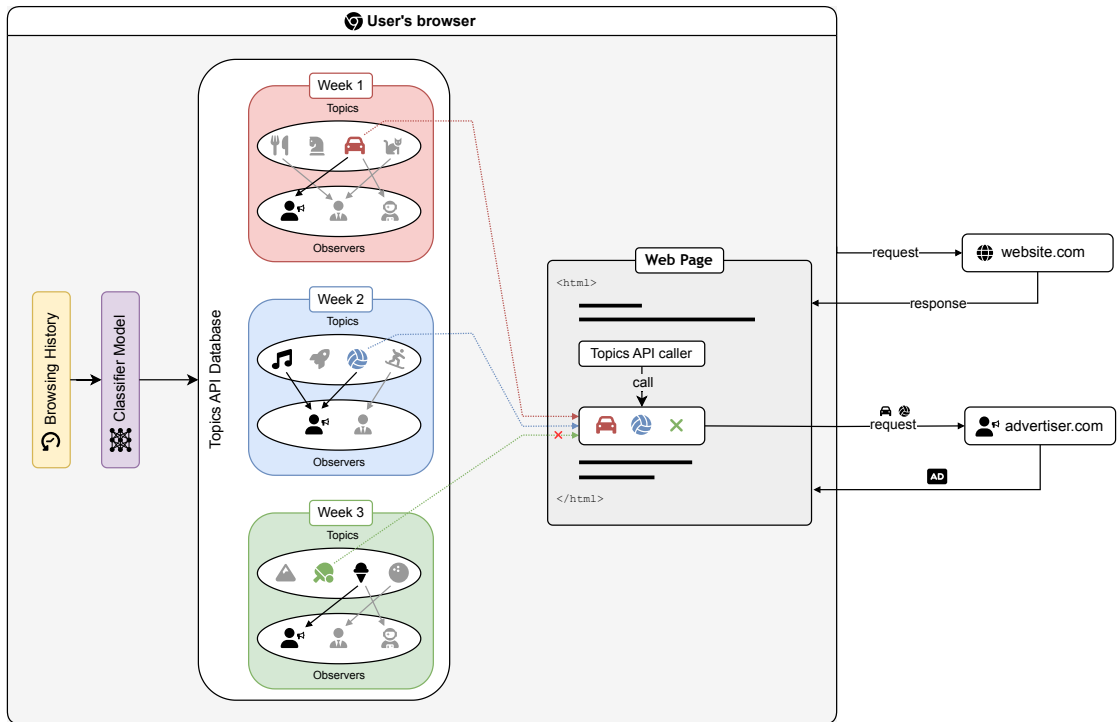 User's browser
Browsing History
Classifier Model
Topics API Database
Week 1
Topics
Observers
Week 2
Topics
Observers
Week 3
Topics
Observers
Web Page
<html>
Topics API caller
call
</html>
request
website.com
response
request
advertiser.com
AD